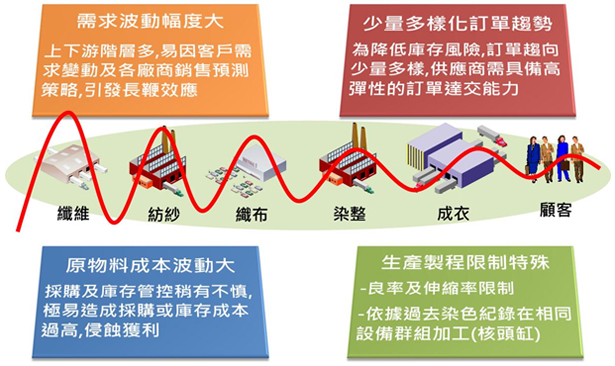 需求波動幅度大
上下游階層多,易因客戶需
求變動及各廠商銷售預測
策略,引發長鞭效應
少量多樣化訂單趨勢
為降低庫存風險,訂單趨向
少量多樣,供應商需具備高
彈性的訂單達交能力
纖維
紡紗
織布
染整
成衣
顧客
原物料成本波動大
採購及庫存管控稍有不慎,
極易造成採購或庫存成本
過高,侵蝕獲利
生產製程限制特殊
-良率及伸縮率限制
-依據過去染色紀錄在相同
設備群組加工(核頭缸)